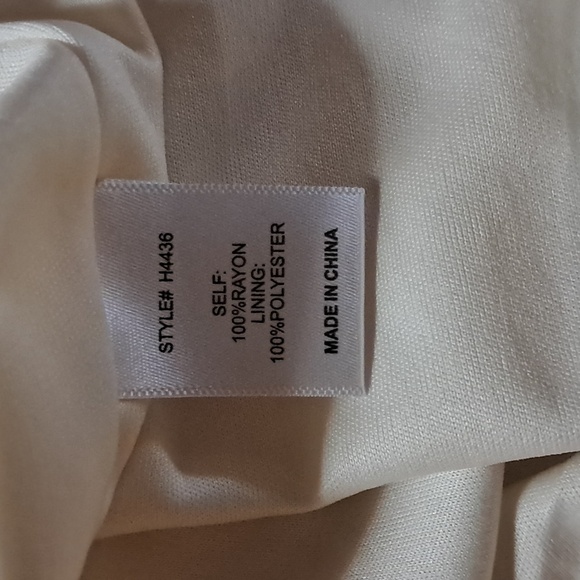 STYLE# H4436
SELF:
100%RAYON
LINING:
100%POLYESTER
MADE IN CHINA